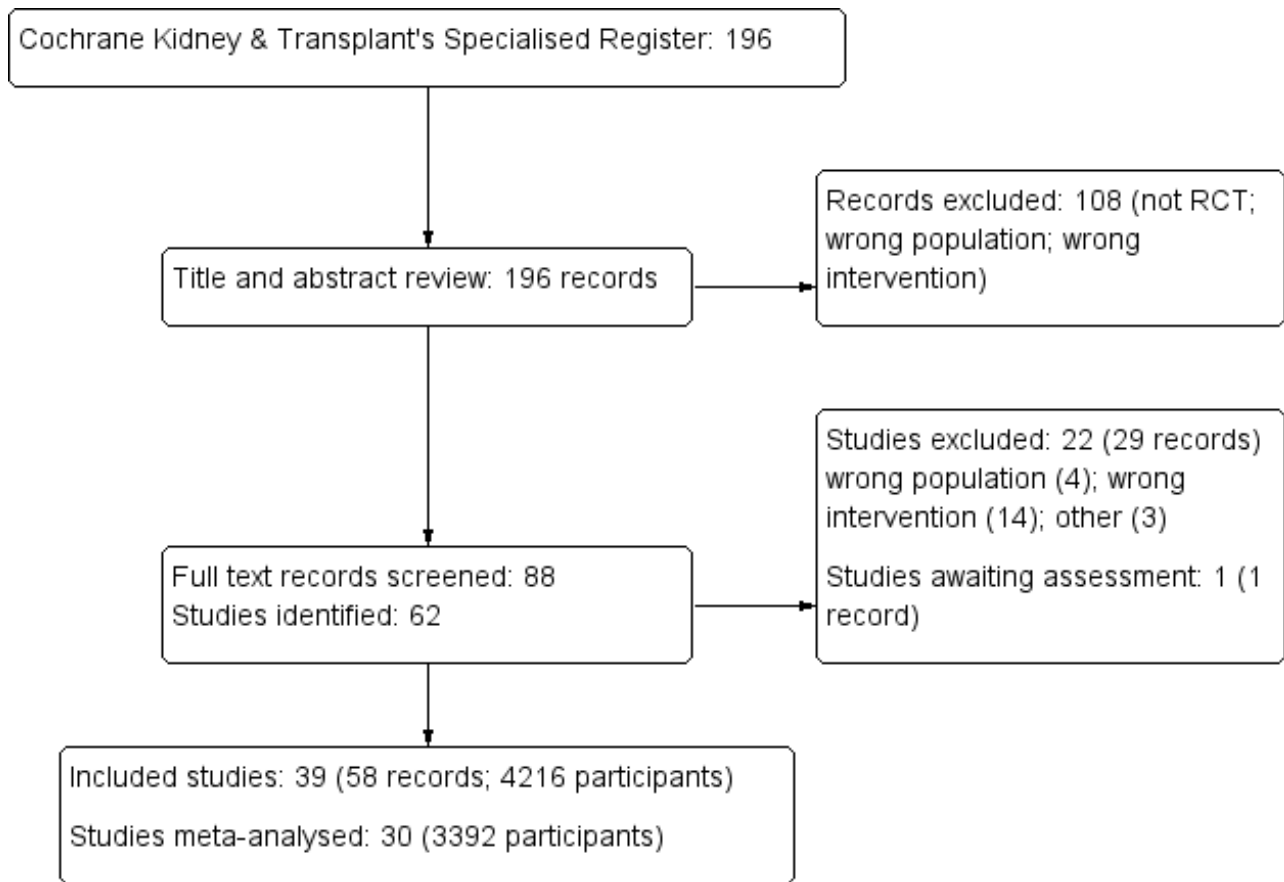 Cochrane Kidney & Transplant's Specialised Register: 196
Records excluded: 108 (not RCT;
wrong population; wrong
intervention)
Title and abstract review: 196 records
Studies excluded: 22 (29 records)
wrong population (4); wrong
intervention (14); other (3)
Studies awaiting assessment: 1 (1
record)
Full text records screened: 88
Studies identified: 62
Included studies: 39 (58 records; 4216 participants)
Studies meta-analysed: 30 (3392 participants)